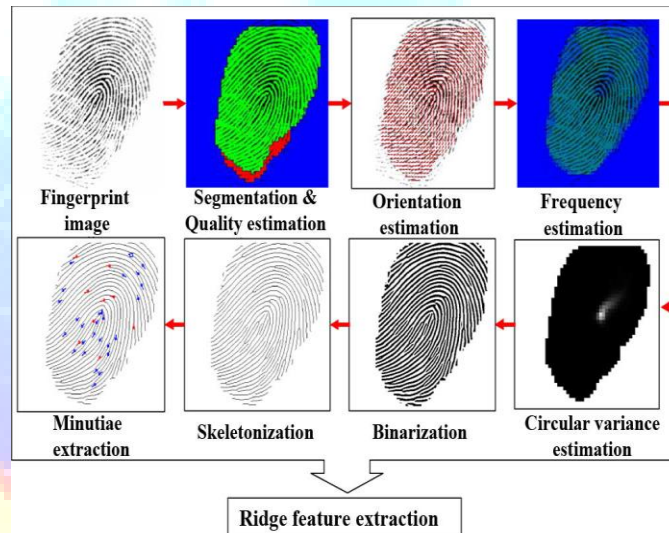 Fingerprint
image
Segmentation &
Quality estimation
Orientation
estimation
Frequency
estimation
Circular variance
estimation
Binarization
Skeletonization
Minutiae
extraction
Ridge feature extraction